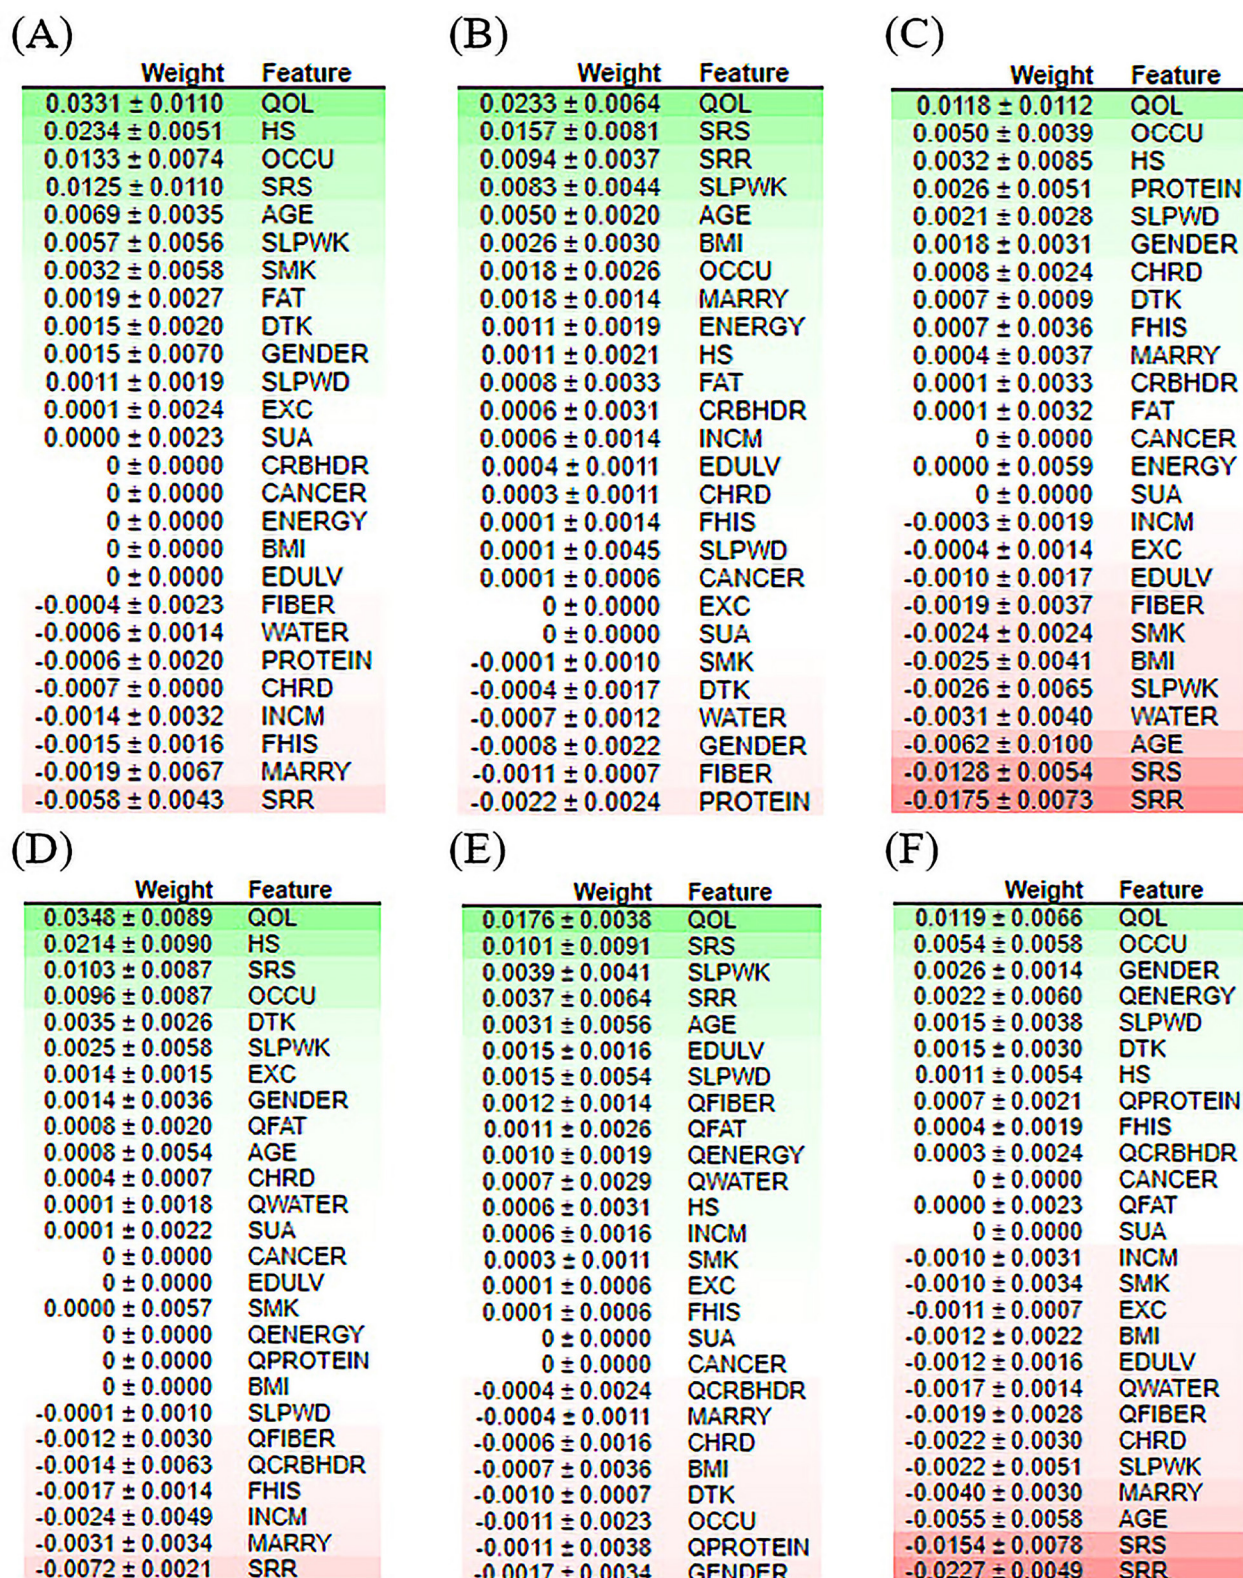 (A)
Weight Feature
0.0331 ± 0.0110 QOL
0.0234 ± 0.0051 HS
0.0133 ± 0.0074 OCCU
0.0125 ± 0.0110 SRS
0.0069 ± 0.0035 AGE
0.0057 ± 0.0056 SLPWK
0.0032 ± 0.0058 SMK
0.0019 ± 0.0027 FAT
0.0015 ± 0.0020 DTK
0.0015 ± 0.0070 GENDER
0.0011 ± 0.0019 SLPWD
0.0001 ± 0.0024 EXC
0.0000 ± 0.0023 SUA
0 ± 0.0000 CRBHDR
0 ± 0.0000 CANCER
0 ± 0.0000 ENERGY
0 ± 0.0000 BMI
0 ± 0.0000 EDULV
-0.0004 ± 0.0023 FIBER
-0.0006 ± 0.0014 WATER
-0.0006 ± 0.0020 PROTEIN
-0.0007 ± 0.0000 CHRD
-0.0014 ± 0.0032 INCM
-0.0015 ± 0.0016 FHIS
-0.0019 ± 0.0067 MARRY
-0.0058 ± 0.0043 SRR
(B)
Weight Feature
0.0233 ± 0.0064 QOL
0.0157 ± 0.0081 SRS
0.0094 ± 0.0037 SRR
0.0083 ± 0.0044 SLPWK
0.0050 ± 0.0020 AGE
0.0026 ± 0.0030 BMI
0.0018 ± 0.0026 OCCU
0.0018 ± 0.0014 MARRY
0.0011 ± 0.0019 ENERGY
0.0011 ± 0.0021 HS
0.0008 ± 0.0033 FAT
0.0006 ± 0.0031 CRBHDR
0.0006 ± 0.0014 INCM
0.0004 ± 0.0011 EDULV
0.0003 ± 0.0011 CHRD
0.0001 ± 0.0014 FHIS
0.0001 ± 0.0045 SLPWD
0.0001 ± 0.0006 CANCER
0 ± 0.0000 EXC
0 ± 0.0000 SUA
-0.0001 ± 0.0010 SMK
-0.0004 ± 0.0017 DTK
-0.0007 ± 0.0012 WATER
-0.0008 ± 0.0022 GENDER
-0.0011 ± 0.0007 FIBER
-0.0022 ± 0.0024 PROTEIN
(C)
Weight Feature
0.0118 ± 0.0112 QOL
0.0050 ± 0.0039 OCCU
0.0032 ± 0.0085 HS
0.0026 ± 0.0051 PROTEIN
0.0021 ± 0.0028 SLPWD
0.0018 ± 0.0031 GENDER
0.0008 ± 0.0024 CHRD
0.0007 ± 0.0009 DTK
0.0007 ± 0.0036 FHIS
0.0004 ± 0.0037 MARRY
0.0001 ± 0.0033 CRBHDR
0.0001 ± 0.0032 FAT
0 ± 0.0000 CANCER
0.0000 ± 0.0059 ENERGY
0 ± 0.0000 SUA
-0.0003 ± 0.0019 INCM
-0.0004 ± 0.0014 EXC
-0.0010 ± 0.0017 EDULV
-0.0019 ± 0.0037 FIBER
-0.0024 ± 0.0024 SMK
-0.0025 ± 0.0041 BMI
-0.0026 ± 0.0065 SLPWK
-0.0031 ± 0.0040 WATER
-0.0062 ± 0.0100 AGE
-0.0128 ± 0.0054 SRS
-0.0175 ± 0.0073 SRR
(D)
Weight Feature
0.0348 ± 0.0089 QOL
0.0214 ± 0.0090 HS
0.0103 ± 0.0087 SRS
0.0096 ± 0.0087 OCCU
0.0035 ± 0.0026 DTK
0.0025 ± 0.0058 SLPWK
0.0014 ± 0.0015 EXC
0.0014 ± 0.0036 GENDER
0.0008 ± 0.0020 QFAT
0.0008 ± 0.0054 AGE
0.0004 ± 0.0007 CHRD
0.0001 ± 0.0018 QWATER
0.0001 ± 0.0022 SUA
0 ± 0.0000 CANCER
0 ± 0.0000 EDULV
0.0000 ± 0.0057 SMK
0 ± 0.0000 QENERGY
0 ± 0.0000 QPROTEIN
0 ± 0.0000 BMI
-0.0001 ± 0.0010 SLPWD
-0.0012 ± 0.0030 QFIBER
-0.0014 ± 0.0063 QCRBHDR
-0.0017 ± 0.0014 FHIS
-0.0024 ± 0.0049 INCM
-0.0031 ± 0.0034 MARRY
-0.0072 ± 0.0021 SRR
(E)
Weight Feature
0.0176 ± 0.0038 QOL
0.0101 ± 0.0091 SRS
0.0039 ± 0.0041 SLPWK
0.0037 ± 0.0064 SRR
0.0031 ± 0.0056 AGE
0.0015 ± 0.0016 EDULV
0.0015 ± 0.0054 SLPWD
0.0012 ± 0.0014 QFIBER
0.0011 ± 0.0026 QFAT
0.0010 ± 0.0019 QENERGY
0.0007 ± 0.0029 QWATER
0.0006 ± 0.0031 HS
0.0006 ± 0.0016 INCM
0.0003 ± 0.0011 SMK
0.0001 ± 0.0006 EXC
0.0001 ± 0.0006 FHIS
0 ± 0.0000 SUA
0 ± 0.0000 CANCER
-0.0004 ± 0.0024 QCRBHDR
-0.0004 ± 0.0011 MARRY
-0.0006 ± 0.0016 CHRD
-0.0007 ± 0.0036 BMI
-0.0010 ± 0.0007 DTK
-0.0011 ± 0.0023 OCCU
-0.0011 ± 0.0038 QPROTEIN
-0.0017 ± 0.0034 GENDER
(F)
Weight Feature
0.0119 ± 0.0066 QOL
0.0054 ± 0.0058 OCCU
0.0026 ± 0.0014 GENDER
0.0022 ± 0.0060 QENERGY
0.0015 ± 0.0038 SLPWD
0.0015 ± 0.0030 DTK
0.0011 ± 0.0054 HS
0.0007 ± 0.0021 QPROTEIN
0.0004 ± 0.0019 FHIS
0.0003 ± 0.0024 QCRBHDR
0 ± 0.0000 CANCER
0.0000 ± 0.0023 QFAT
0 ± 0.0000 SUA
-0.0010 ± 0.0031 INCM
-0.0010 ± 0.0034 SMK
-0.0011 ± 0.0007 EXC
-0.0012 ± 0.0022 BMI
-0.0012 ± 0.0016 EDULV
-0.0017 ± 0.0014 QWATER
-0.0019 ± 0.0028 QFIBER
-0.0022 ± 0.0030 CHRD
-0.0022 ± 0.0051 SLPWK
-0.0040 ± 0.0030 MARRY
-0.0055 ± 0.0058 AGE
-0.0154 ± 0.0078 SRS
-0.0227 ± 0.0049 SRR